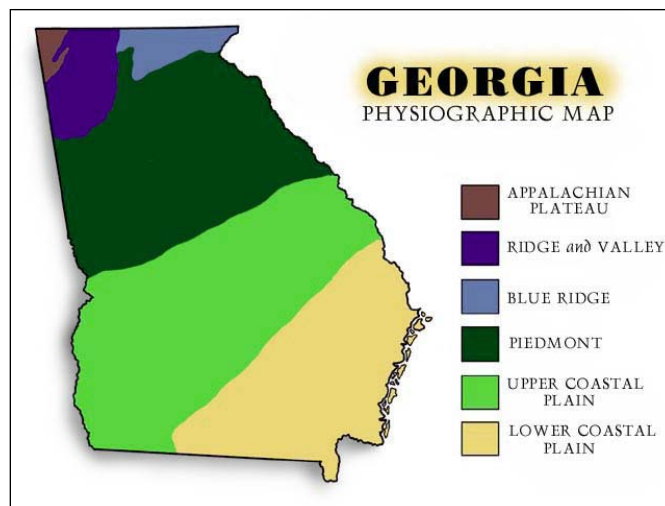 GEORGIA
PHYSIOGRAPHIC MAP
APPALACHIAN
PLATEAU
RIDGE and VALLEY
BLUE RIDGE
PIEDMONT
UPPER COASTAL
PLAIN
LOWER COASTAL
PLAIN